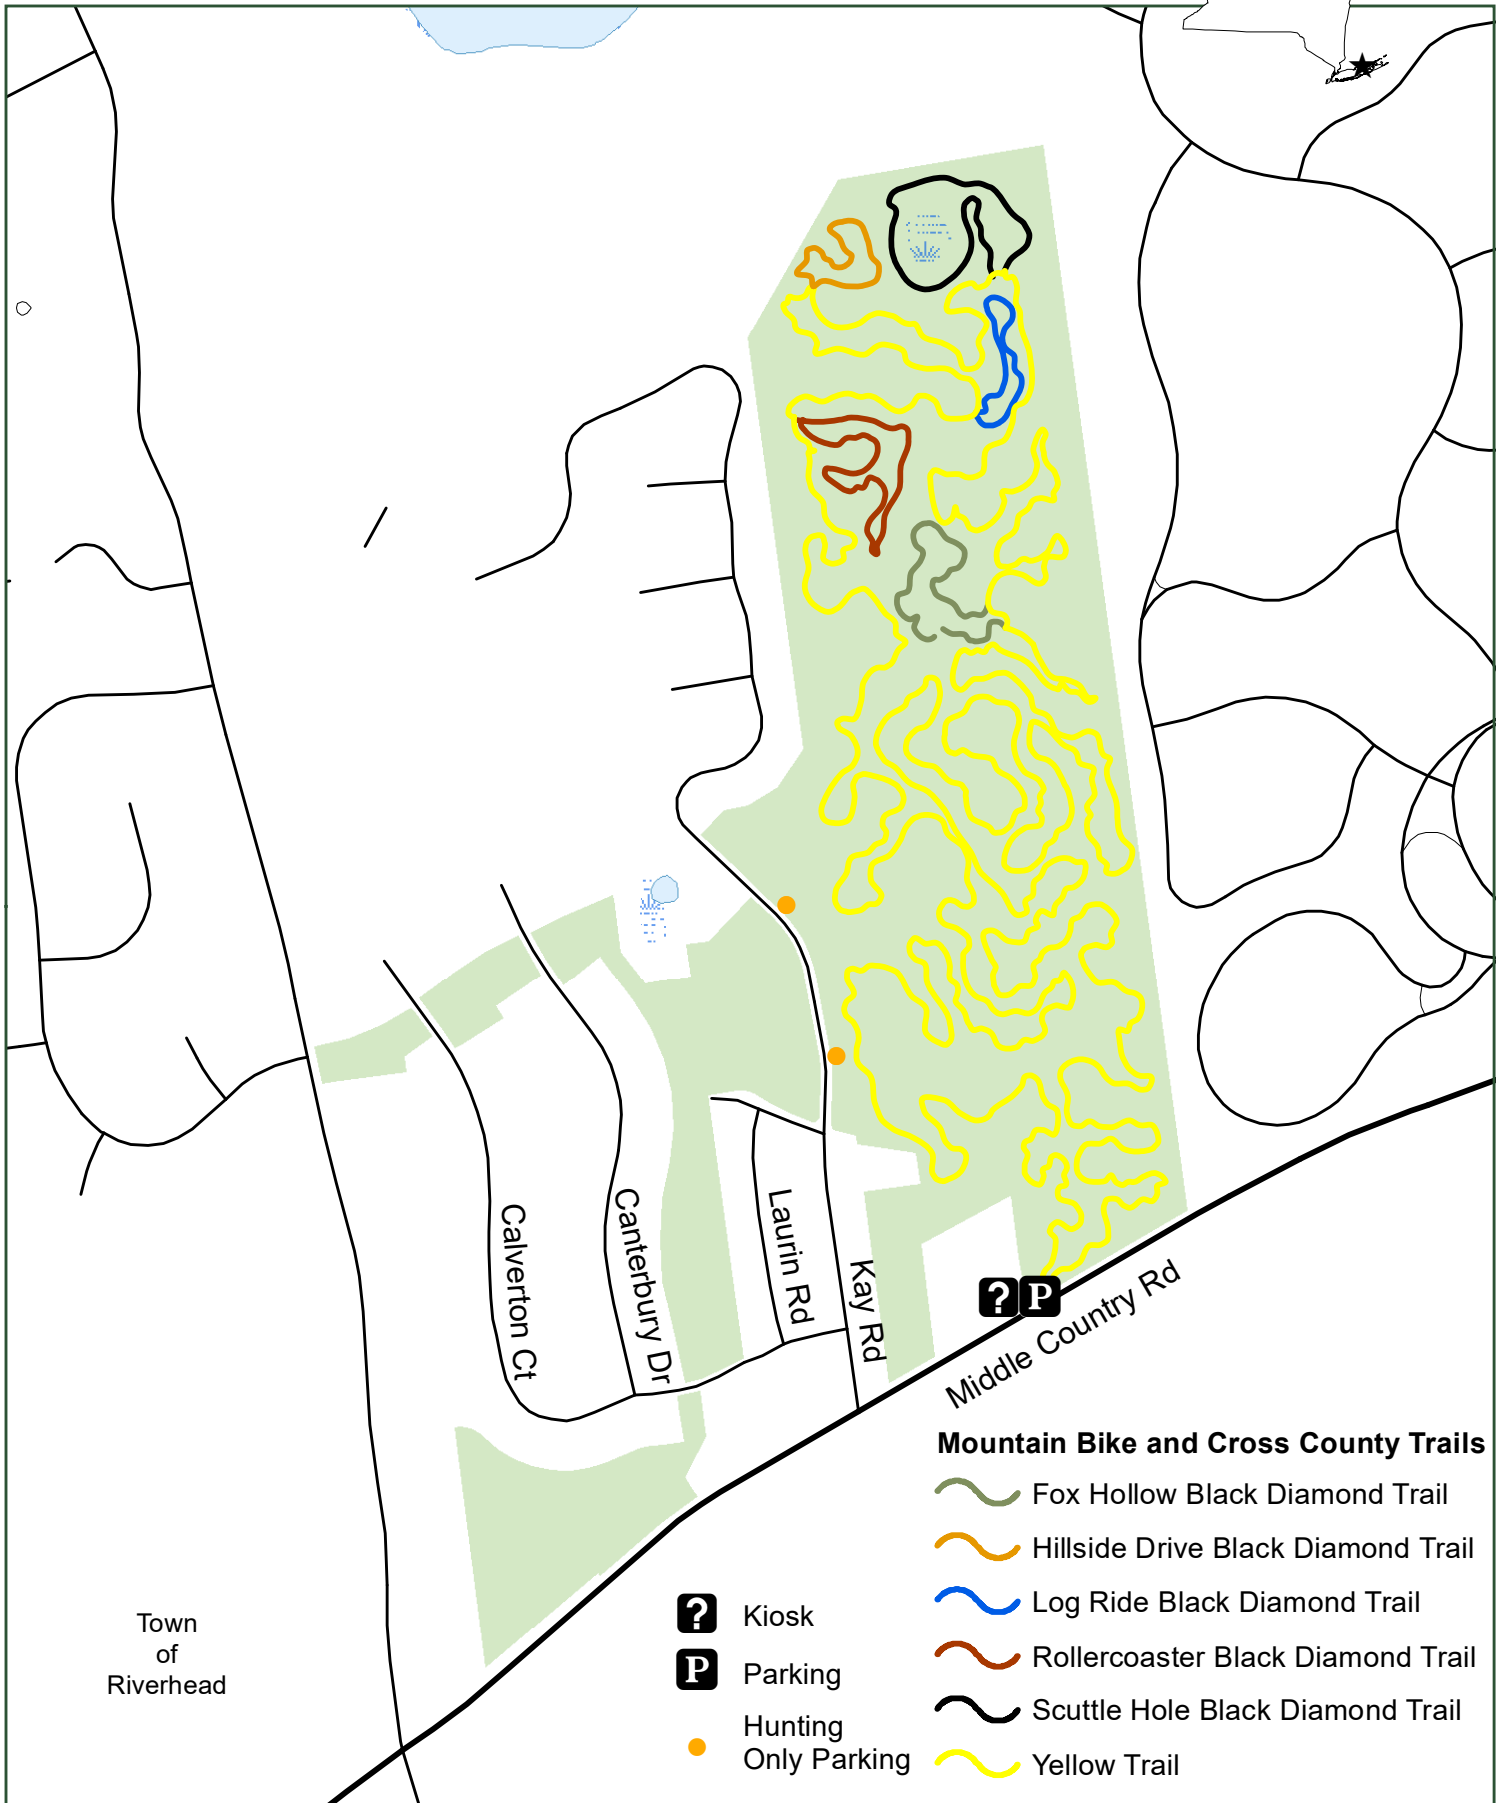 Calverton Ct
Canterbury Dr
Laurin Rd
Kay Rd
? P
Middle Country Rd
Mountain Bike and Cross County Trails
Fox Hollow Black Diamond Trail
Hillside Drive Black Diamond Trail
Log Ride Black Diamond Trail
Rollercoaster Black Diamond Trail
Scuttle Hole Black Diamond Trail
Yellow Trail
? Kiosk
P Parking
Hunting
Only Parking
Town
of
Riverhead